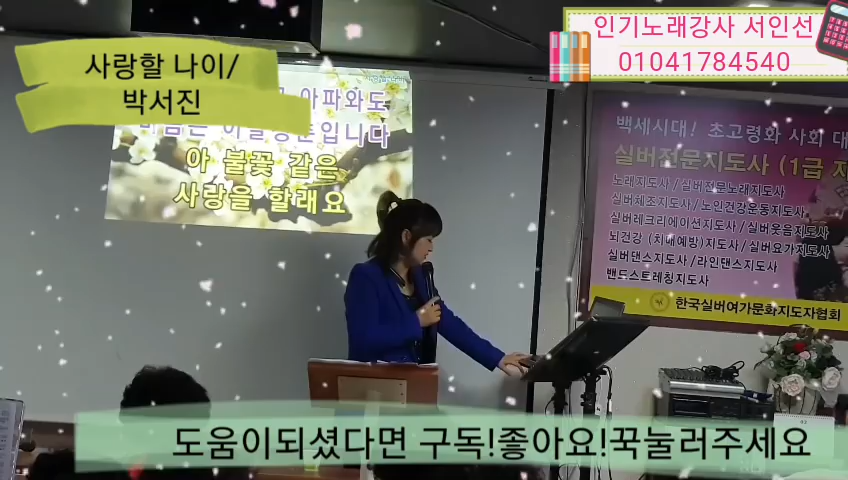 인기노래강사 서인선
01041784540
사랑할 나이/
박서진
아파와도
입니다
아 불꽃 같은
사랑을 할래요
백세시대! 초고령화 사회 대
실버전문지도사 (1급 자
노래지도사/실버전문노래지도사
실버체조지도사/노인건강운동지도사
실버레크리에이션지도사/실버웃음지도사
뇌건강 (치매예방)지도사/실버요가지도사
실버댄스지도사/라인댄스지도사
밴드스트레칭지도사
한국실버여가문화지도자협회
도움이되셨다면 구독!좋아요!꾹눌러주세요